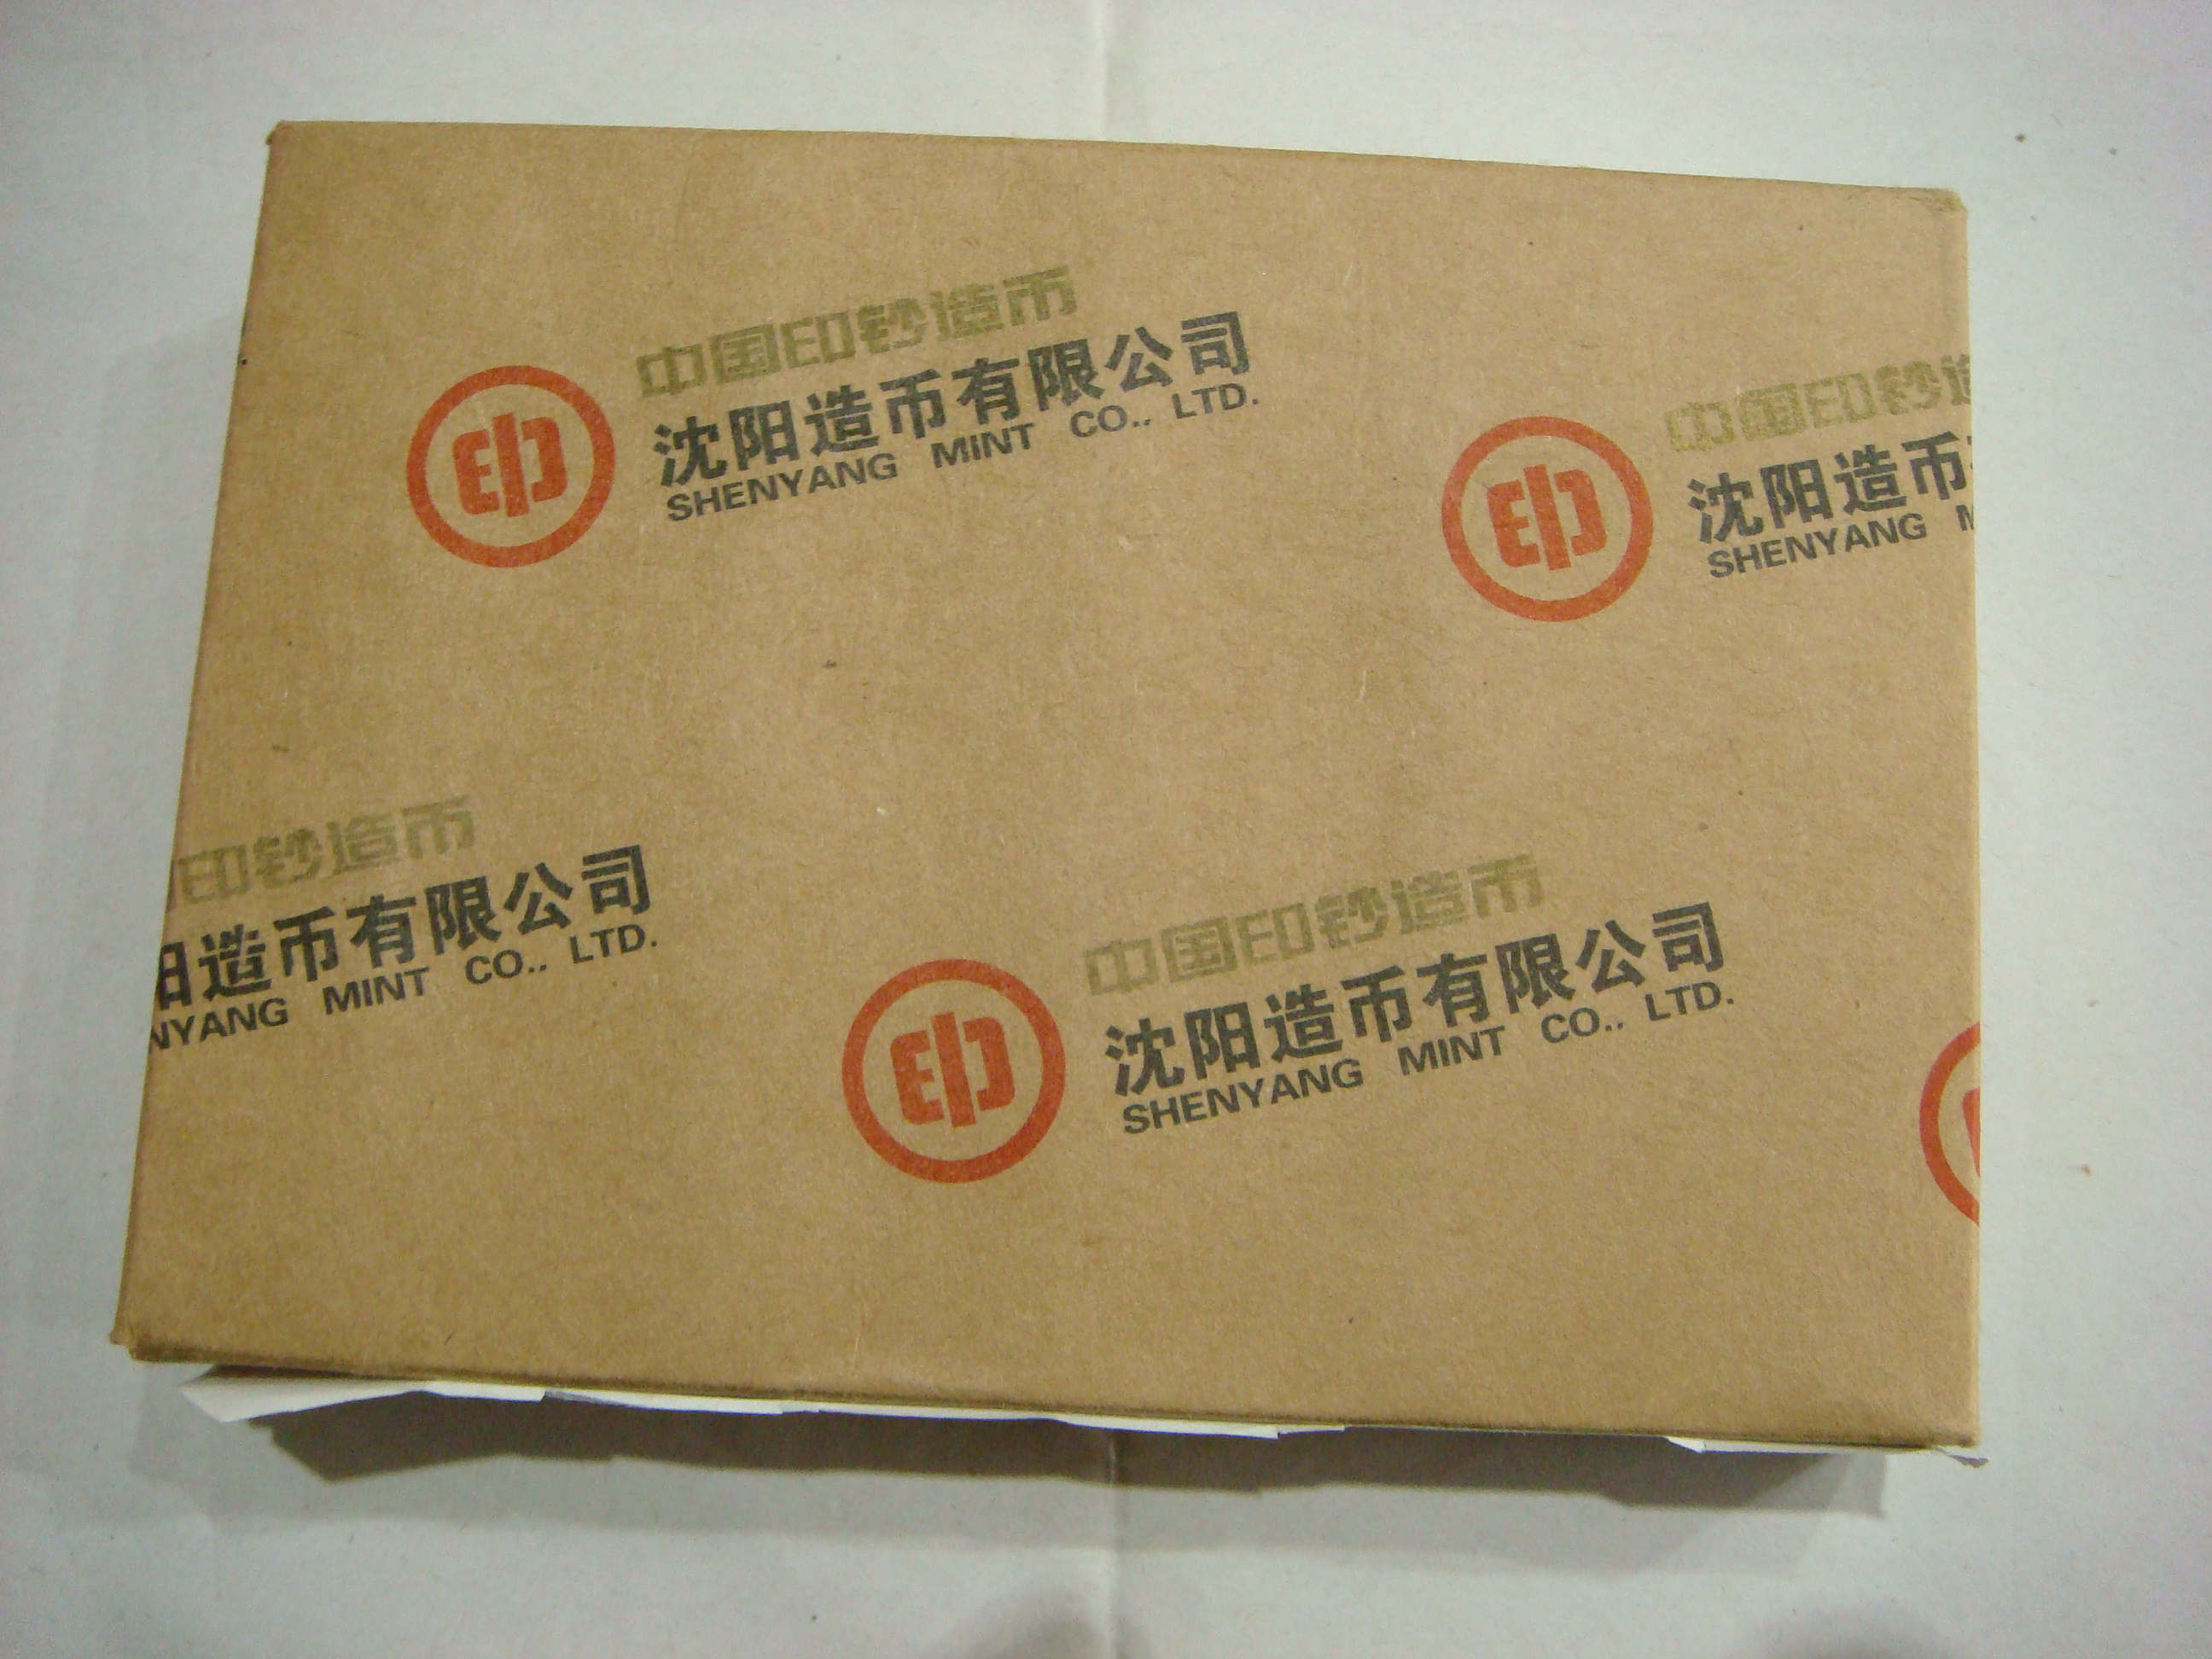 中国印钞造币
沈阳造币有限公司
SHENYANG MINT CO., LTD.
印
中国印钞造
沈阳造币
SHENYANG M
印
印钞造币
阳造币有限公司
NYANG MINT CO., LTD.
中国印钞造币
沈阳造币有限公司
SHENYANG MINT CO., LTD.
印